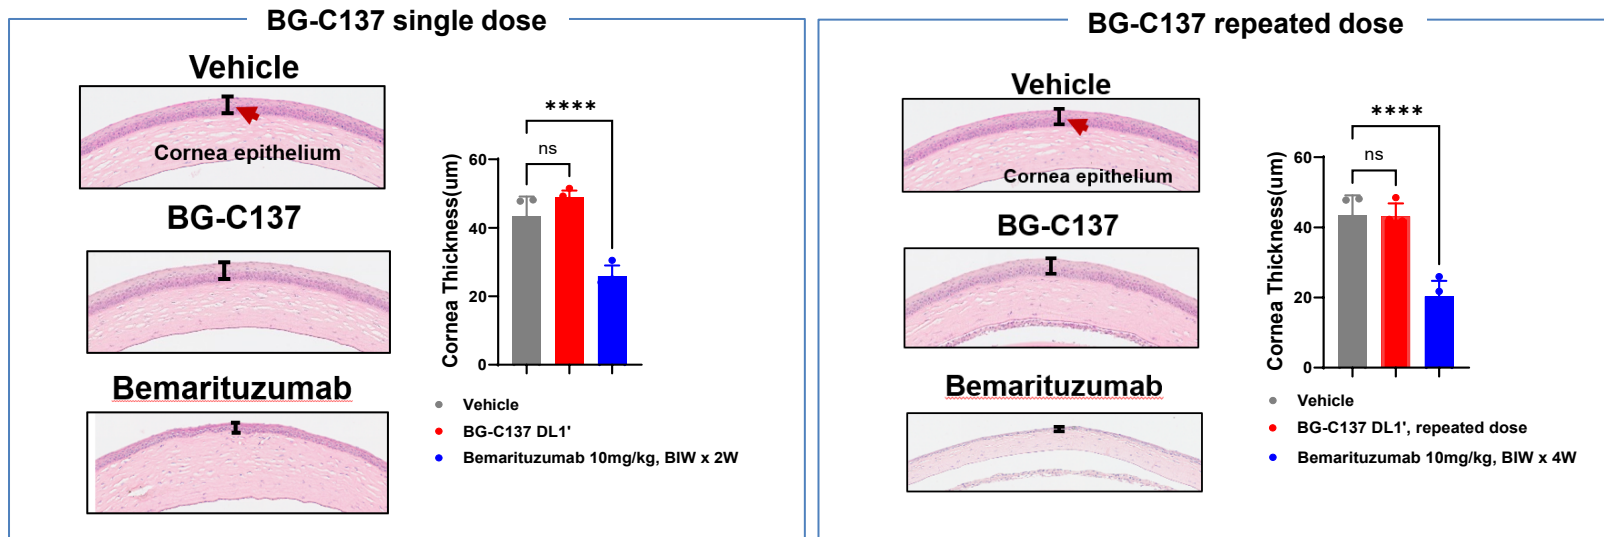 BG-C137 single dose
Vehicle
Cornea epithelium
BG-C137
Bemarituzumab
****
ns
60
40
20
0
Cornea Thickness(um)
Vehicle
BG-C137 DL1'
Bemarituzumab 10mg/kg, BIW x 2W
BG-C137 repeated dose
Vehicle
Cornea epithelium
BG-C137
Bemarituzumab
****
ns
60
40
20
0
Cornea Thickness(um)
Vehicle
BG-C137 DL1', repeated dose
Bemarituzumab 10mg/kg, BIW x 4W